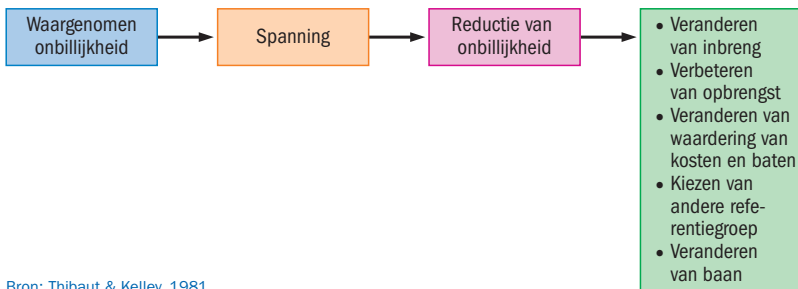 Waargenomen
onbillijkheid
Spanning
Reductie van
onbillijkheid
• Veranderen
van inbreng
• Verbeteren
van opbrengst
• Veranderen van
waardering van
kosten en baten
• Kiezen van
andere refe-
rentiegroep
• Veranderen
van baan
Bron: Thibaut & Kelley, 1981